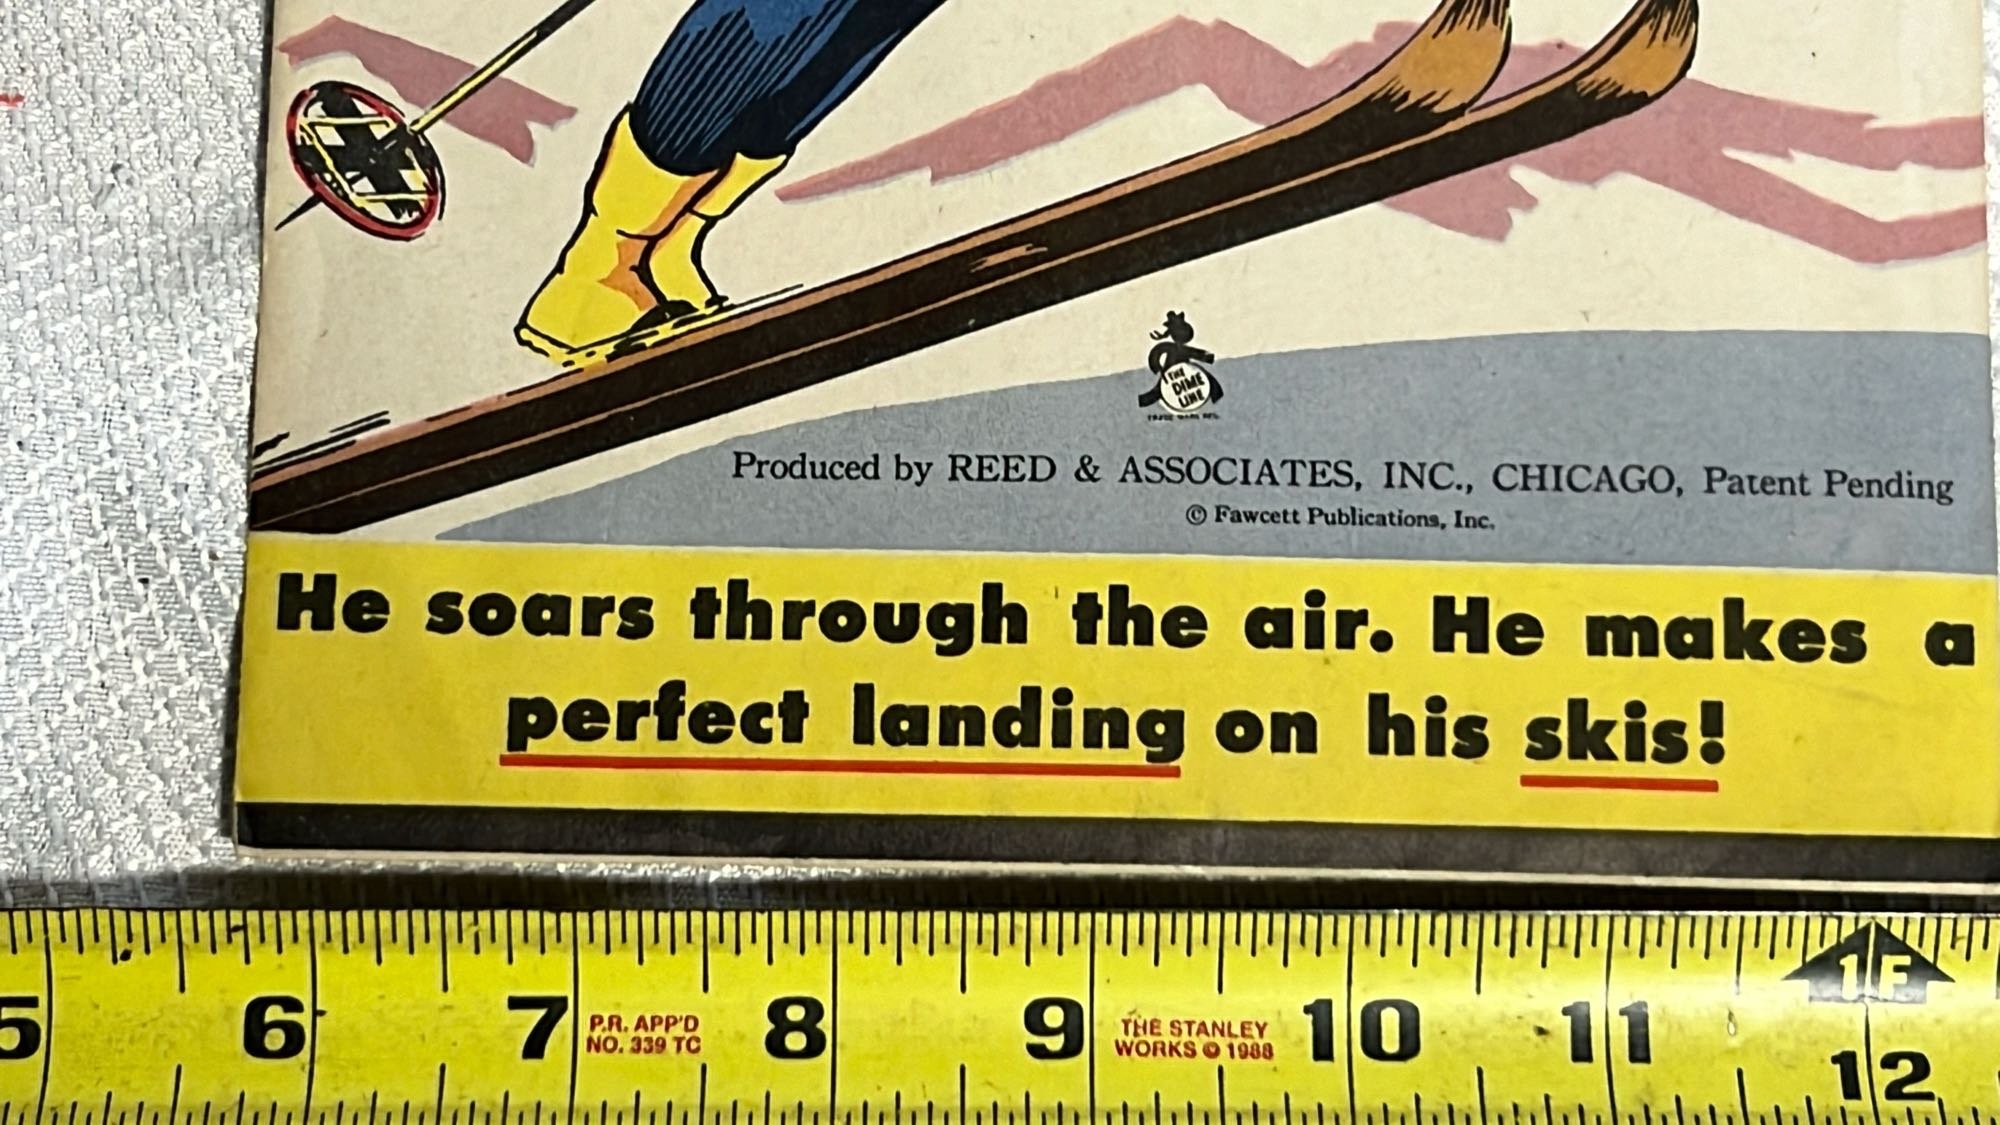 THE
DIME
LINE
Produced by REED & ASSOCIATES, INC., CHICAGO, Patent Pending
© Fawcett Publications, Inc.
He soars through the air. He makes a
perfect landing on his skis!
1F
5 6 7 8 9 10 11 12
P.R. APP'D
NO. 339 TC
THE STANLEY
WORKS © 1988